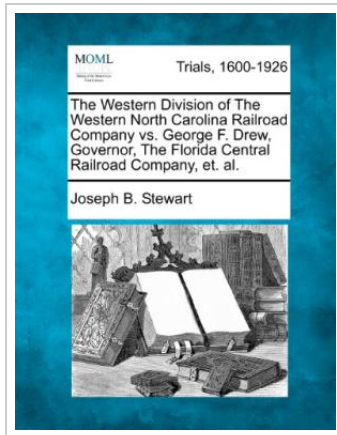 MOML
Trials, 1600-1926
The Western Division of The
Western North Carolina Railroad
Company vs. George F. Drew,
Governor, The Florida Central
Railroad Company, et. al.
Joseph B. Stewart